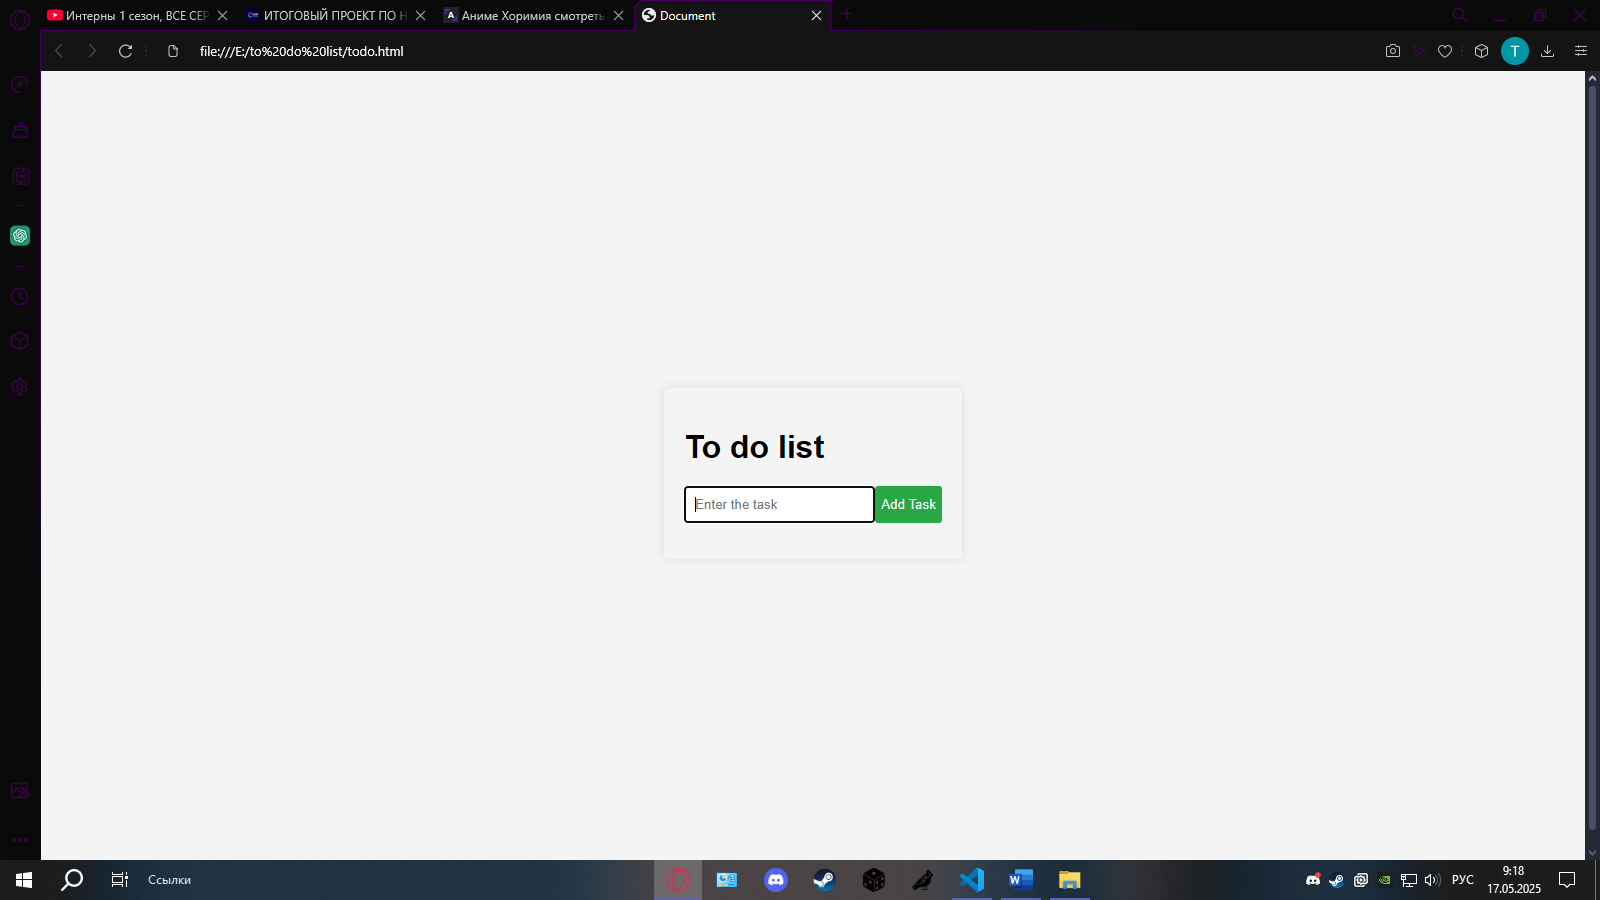 Интерны 1 сезон, ВСЕ СЕР
ИТОГОВЫЙ ПРОЕКТ ПО Н
Аниме Хоримия смотреть
Document
file:///E:/to%20do%20list/todo.html
T
To do list
Enter the task
Add Task
Ссылки
РУС
9:18
17.05.2025